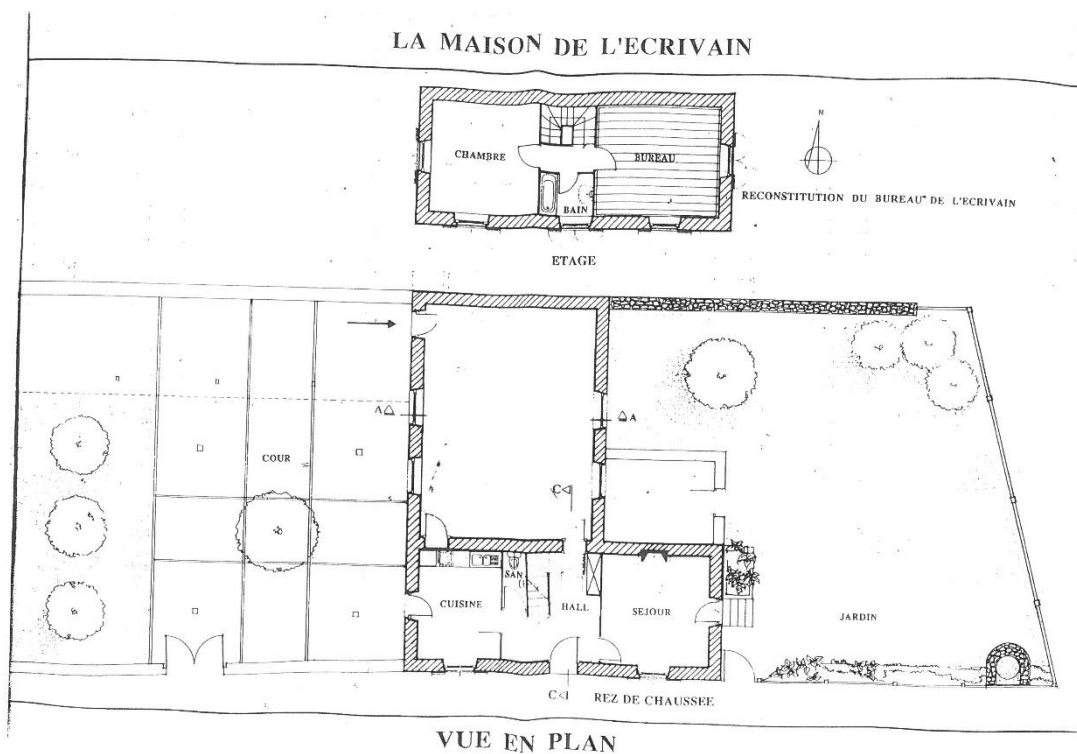 LA MAISON DE L'ECRIVAIN
N
CHAMBRE
BUREAU
BAIN
RECONSTITUTION DU BUREAU DE L'ECRIVAIN
ETAGE
A
A
COUR
C
SAN
CUISINE
HALL
SEJOUR
JARDIN
C
REZ DE CHAUSSEE
VUE EN PLAN